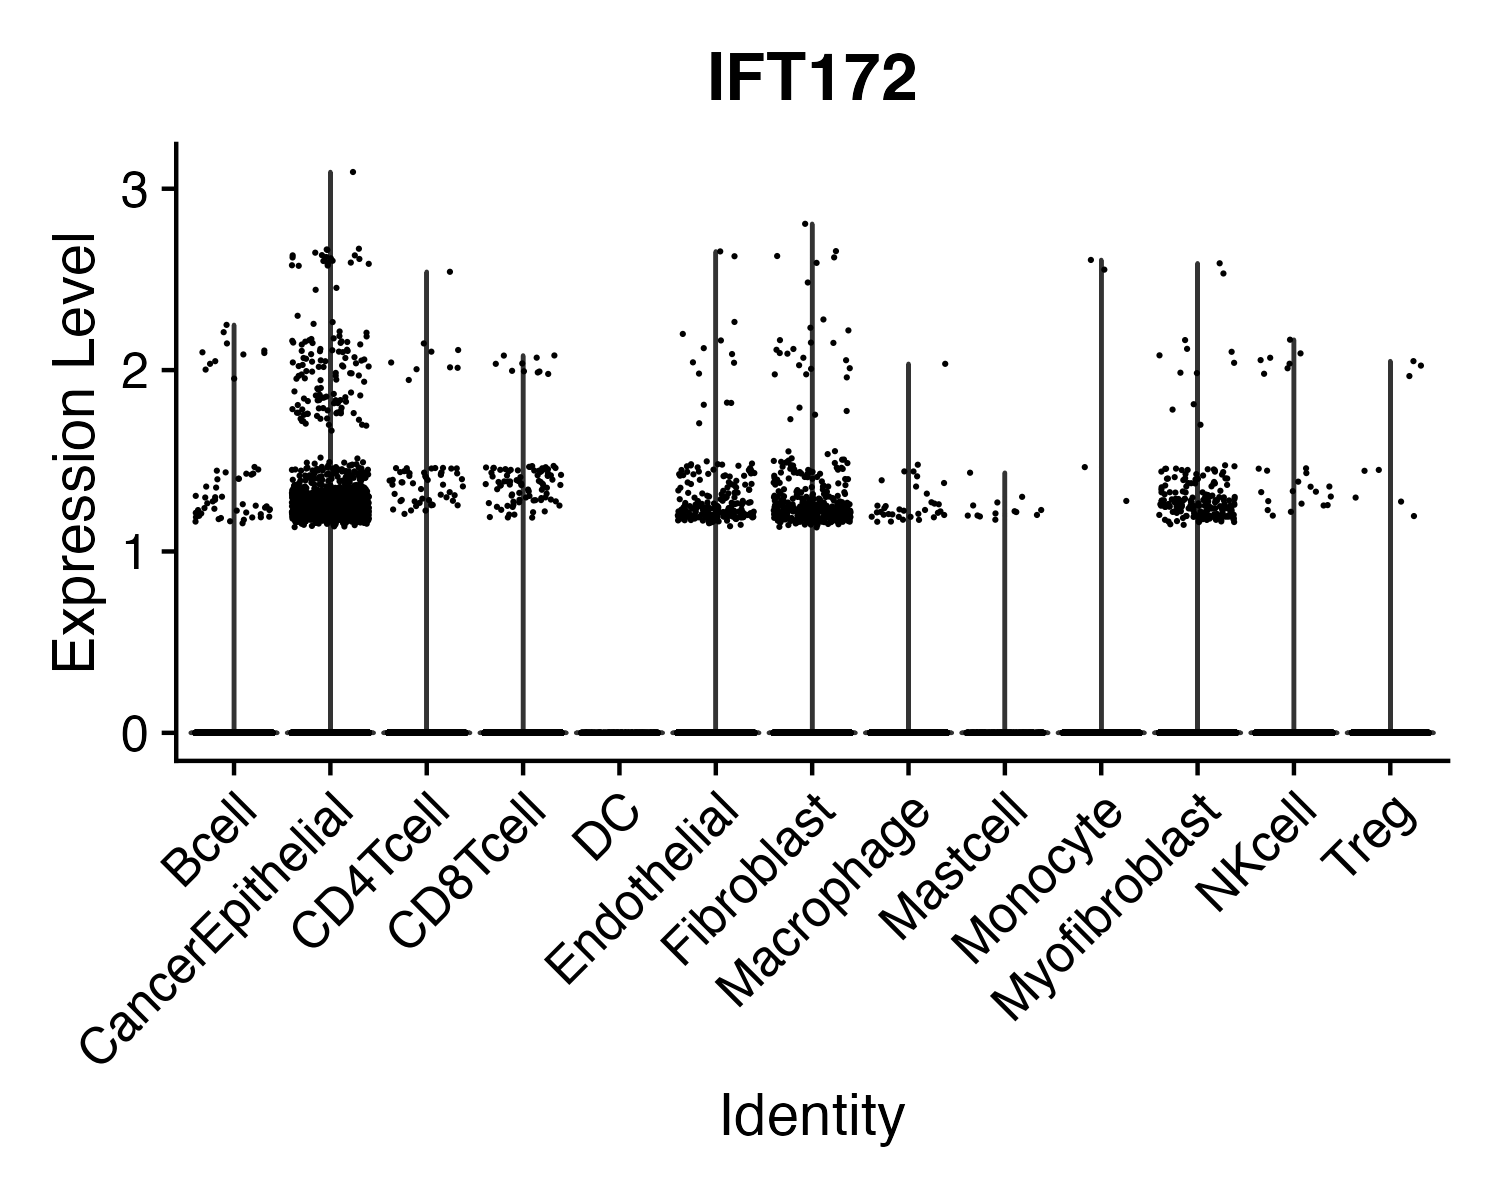 IFT172
Expression Level
3
2
1
0
Bcell
CancerEpithelial
CD4Tcell
CD8Tcell
DC
Endothelial
Fibroblast
Macrophage
Mastcell
Monocyte
Myofibroblast
NKcell
Treg
Identity